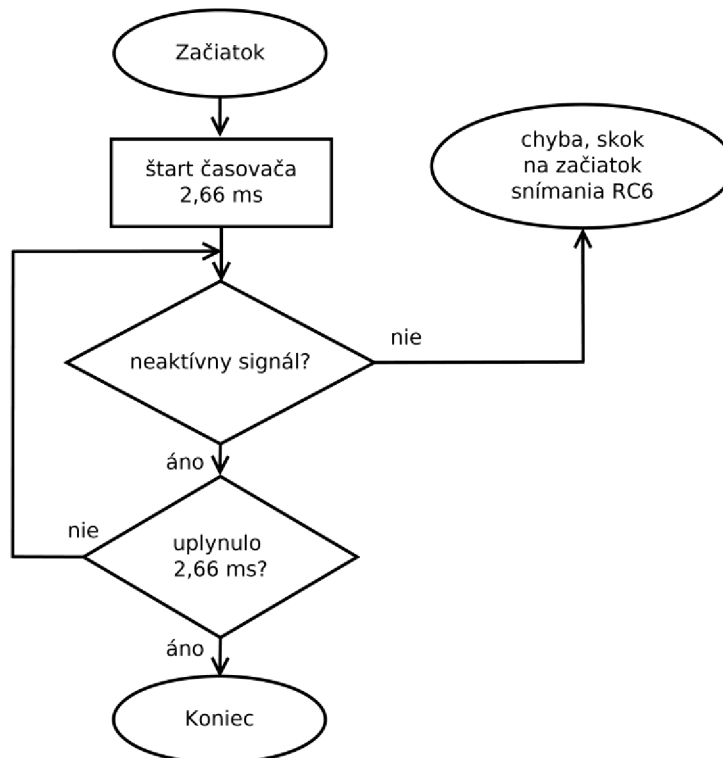 Začiatok
štart časovača
2,66 ms
chyba, skok
na začiatok
snímania RC6
neaktívny signál?
nie
áno
nie
uplynulo
2,66 ms?
áno
Koniec